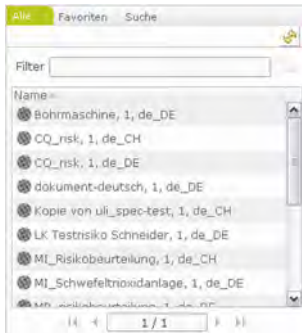 Alle Favoriten Suche
Filter
Name
Bohrmaschine, 1, de_DE
CQ_risk, 1, de_CH
CQ_risk, 1, de_DE
dokument-deutsch, 1, de_DE
Kopie von uli_spec-test, 1, de_CH
LK Testrisiko Schneider, 1, de_DE
MI_Risikobeurteilung, 1, de_CH
MI_Schwefeltrioxidanlage, 1, de_DE
1 / 1